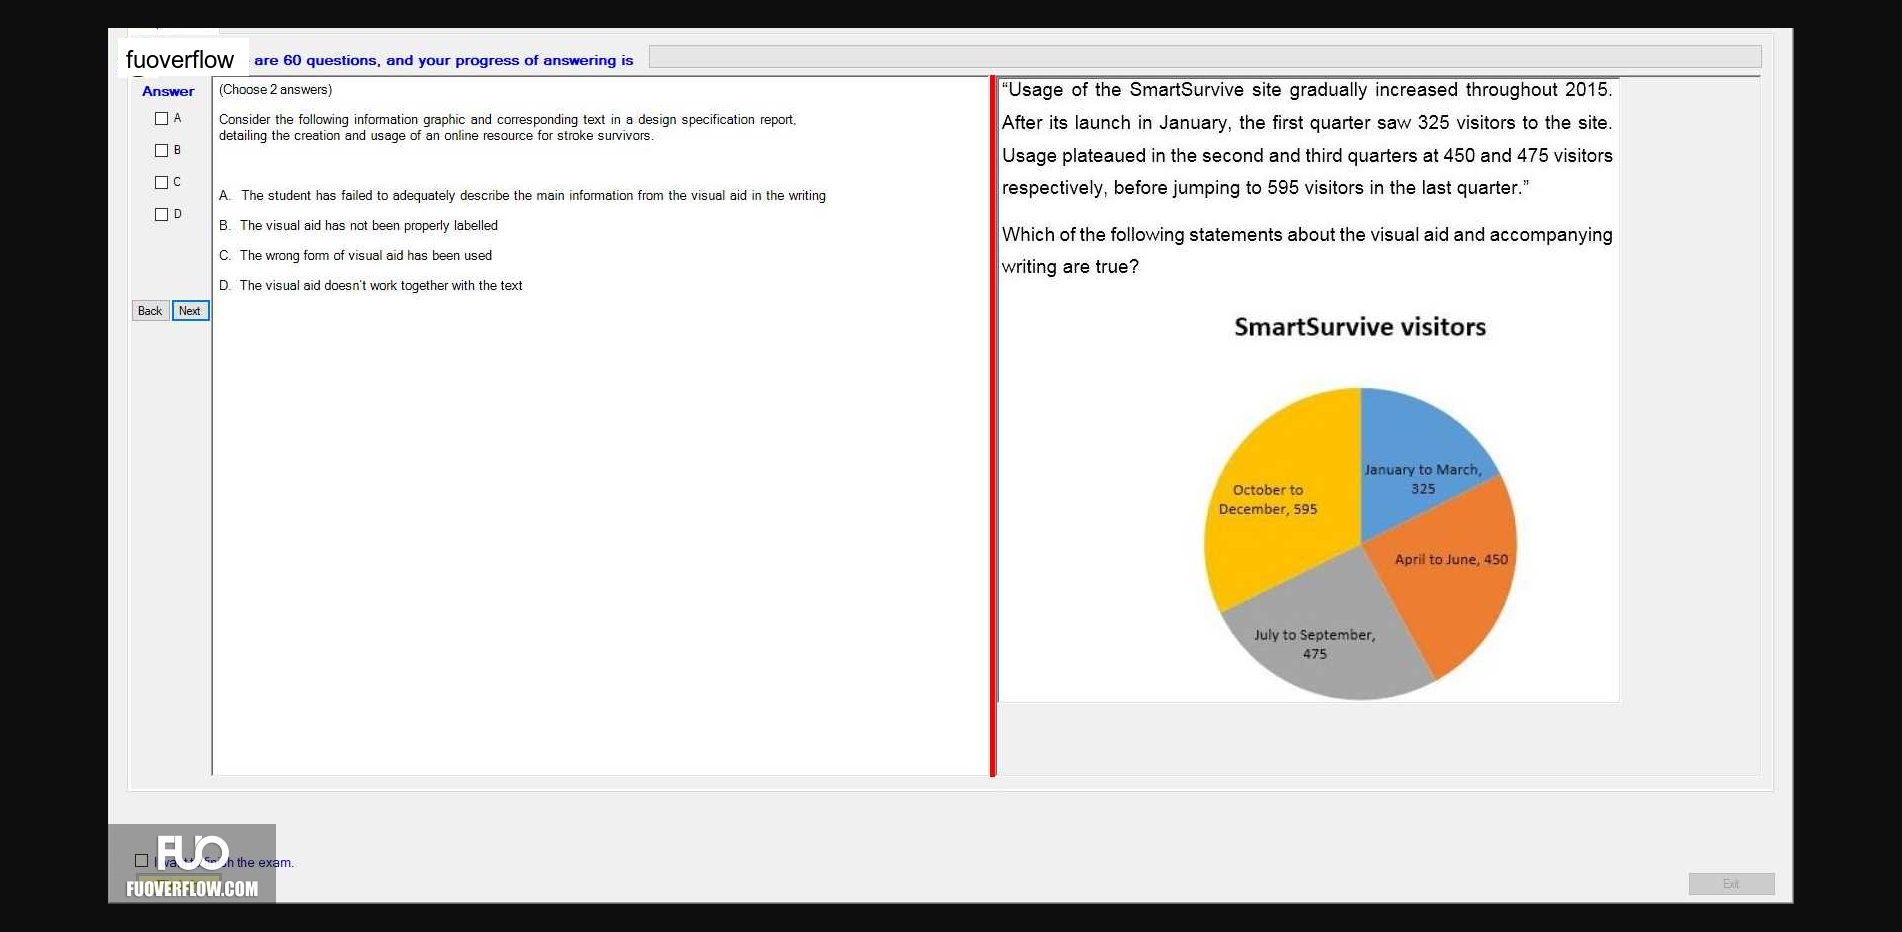 fuoverflow
are 60 questions, and your progress of answering is
Answer
A
B
C
D
Back
Next
(Choose 2 answers)
Consider the following information graphic and corresponding text in a design specification report,
detailing the creation and usage of an online resource for stroke survivors.
A. The student has failed to adequately describe the main information from the visual aid in the writing
B. The visual aid has not been properly labelled
C. The wrong form of visual aid has been used
D. The visual aid doesn't work together with the text
“Usage of the SmartSurvive site gradually increased throughout 2015.
After its launch in January, the first quarter saw 325 visitors to the site.
Usage plateaued in the second and third quarters at 450 and 475 visitors
respectively, before jumping to 595 visitors in the last quarter.”
Which of the following statements about the visual aid and accompanying
writing are true?
SmartSurvive visitors
January to March,
325
October to
December, 595
April to June, 450
July to September,
475
FUO
I want to finish the exam.
FUOVERFLOW.COM
Exit